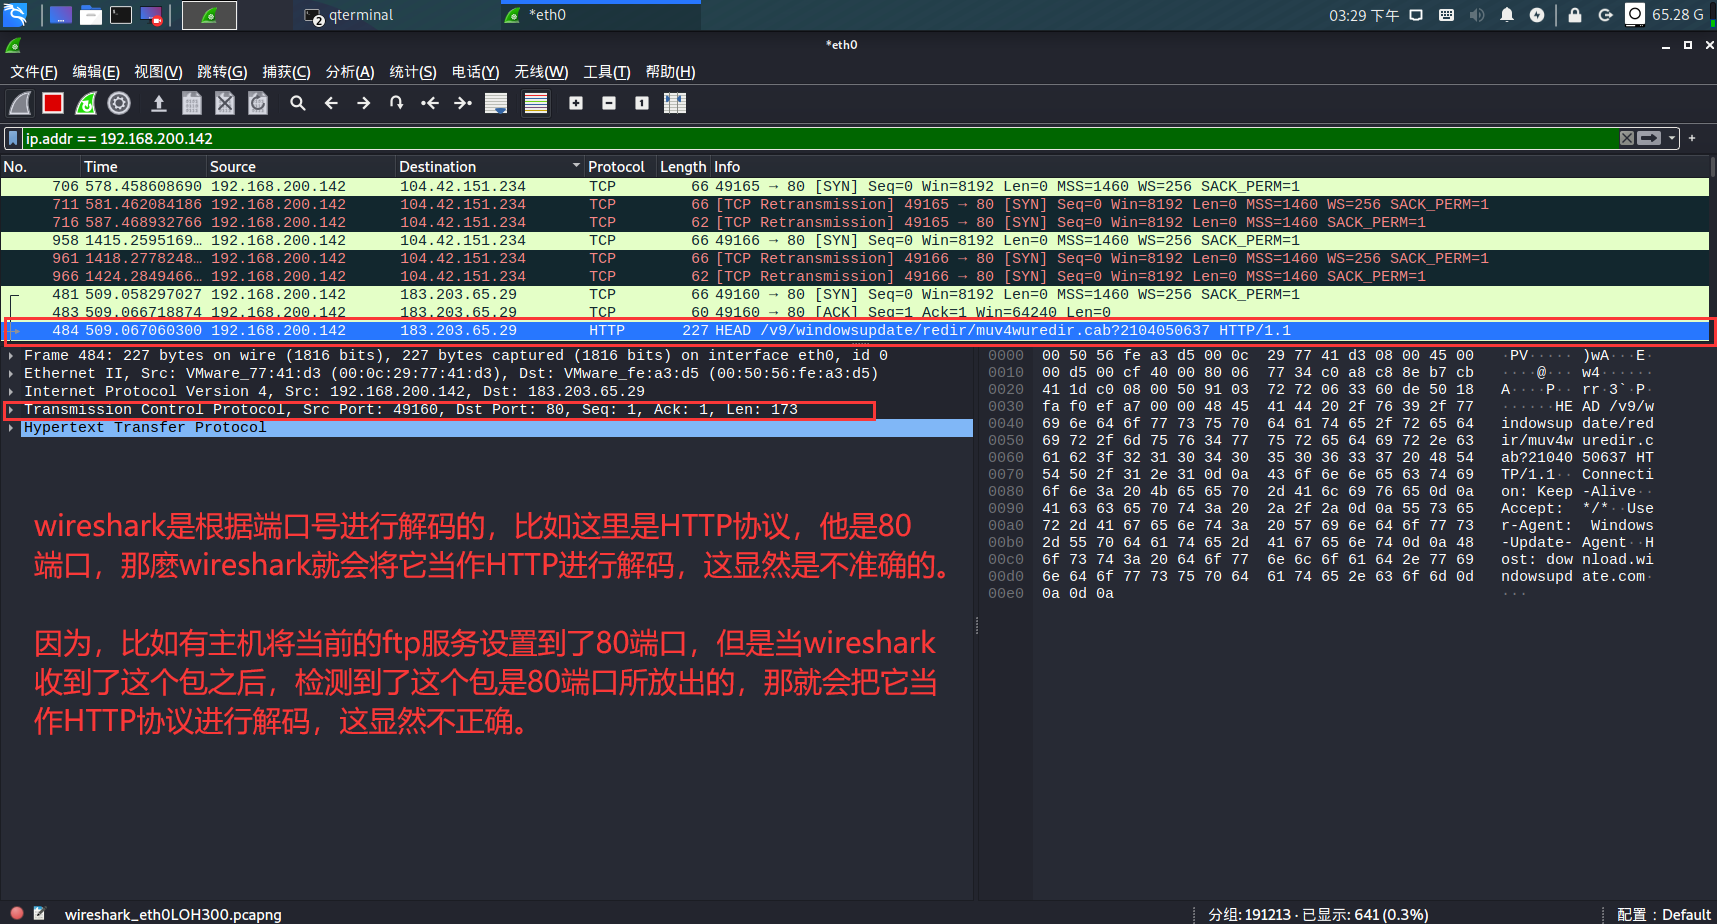 qterminal
*eth0
03:29 下午
65.28 G
*eth0
文件(F) 编辑(E) 视图(V) 跳转(G) 捕获(C) 分析(A) 统计(S) 电话(Y) 无线(W) 工具(T) 帮助(H)
ip.addr == 192.168.200.142
No. Time Source Destination Protocol Length Info
706 578.458608690 192.168.200.142 104.42.151.234 TCP 66 49165 → 80 [SYN] Seq=0 Win=8192 Len=0 MSS=1460 WS=256 SACK_PERM=1
711 581.462084186 192.168.200.142 104.42.151.234 TCP 66 [TCP Retransmission] 49165 → 80 [SYN] Seq=0 Win=8192 Len=0 MSS=1460 WS=256 SACK_PERM=1
716 587.468932766 192.168.200.142 104.42.151.234 TCP 62 [TCP Retransmission] 49165 → 80 [SYN] Seq=0 Win=8192 Len=0 MSS=1460 SACK_PERM=1
958 1415.2595169… 192.168.200.142 104.42.151.234 TCP 66 49166 → 80 [SYN] Seq=0 Win=8192 Len=0 MSS=1460 WS=256 SACK_PERM=1
961 1418.2778248… 192.168.200.142 104.42.151.234 TCP 66 [TCP Retransmission] 49166 → 80 [SYN] Seq=0 Win=8192 Len=0 MSS=1460 WS=256 SACK_PERM=1
966 1424.2849466… 192.168.200.142 104.42.151.234 TCP 62 [TCP Retransmission] 49166 → 80 [SYN] Seq=0 Win=8192 Len=0 MSS=1460 SACK_PERM=1
481 509.058297027 192.168.200.142 183.203.65.29 TCP 66 49160 → 80 [SYN] Seq=0 Win=8192 Len=0 MSS=1460 WS=256 SACK_PERM=1
483 509.066718874 192.168.200.142 183.203.65.29 TCP 60 49160 → 80 [ACK] Seq=1 Ack=1 Win=64240 Len=0
484 509.067060300 192.168.200.142 183.203.65.29 HTTP 227 HEAD /v9/windowsupdate/redir/muv4wuredir.cab?2104050637 HTTP/1.1
Frame 484: 227 bytes on wire (1816 bits), 227 bytes captured (1816 bits) on interface eth0, id 0
Ethernet II, Src: VMware_77:41:d3 (00:0c:29:77:41:d3), Dst: VMware_fe:a3:d5 (00:50:56:fe:a3:d5)
Internet Protocol Version 4, Src: 192.168.200.142, Dst: 183.203.65.29
Transmission Control Protocol, Src Port: 49160, Dst Port: 80, Seq: 1, Ack: 1, Len: 173
Hypertext Transfer Protocol
wireshark是根据端口号进行解码的，比如这里是HTTP协议，他是80
端口，那麼wireshark就会将它当作HTTP进行解码，这显然是不准确的。
因为，比如有主机将当前的ftp服务设置到了80端口，但是当wireshark
收到了这个包之后，检测到了这个包是80端口所放出的，那就会把它当
作HTTP协议进行解码，这显然不正确。
0000 00 50 56 fe a3 d5 00 0c 29 77 41 d3 08 00 45 00 ·PV····· )wA···E·
0010 00 d5 00 cf 40 00 80 06 77 34 c0 a8 c8 8e b7 cb ····@··· w4······
0020 41 1d c0 08 00 50 91 03 72 72 06 33 60 de 50 18 A····P·· rr·3`·P·
0030 fa f0 ef a7 00 00 48 45 41 44 20 2f 76 39 2f 77 ······HE AD /v9/w
0040 69 6e 64 6f 77 73 75 70 64 61 74 65 2f 72 65 64 indowsup date/red
0050 69 72 2f 6d 75 76 34 77 75 72 65 64 69 72 2e 63 ir/muv4w uredir.c
0060 61 62 3f 32 31 30 34 30 35 30 36 33 37 20 48 54 ab?21040 50637 HT
0070 54 50 2f 31 2e 31 0d 0a 43 6f 6e 6e 65 63 74 69 TP/1.1·· Connecti
0080 6f 6e 3a 20 4b 65 65 70 2d 41 6c 69 76 65 0d 0a on: Keep -Alive··
0090 41 63 63 65 70 74 3a 20 2a 2f 2a 0d 0a 55 73 65 Accept: */*··Use
00a0 72 2d 41 67 65 6e 74 3a 20 57 69 6e 64 6f 77 73 r-Agent: Windows
00b0 2d 55 70 64 61 74 65 2d 41 67 65 6e 74 0d 0a 48 -Update- Agent··H
00c0 6f 73 74 3a 20 64 6f 77 6e 6c 6f 61 64 2e 77 69 ost: dow nload.wi
00d0 6e 64 6f 77 73 75 70 64 61 74 65 2e 63 6f 6d 0d ndowsupd ate.com·
00e0 0a 0d 0a ···
wireshark_eth0LOH300.pcapng
分组: 191213 · 已显示: 641 (0.3%)
配置：Default